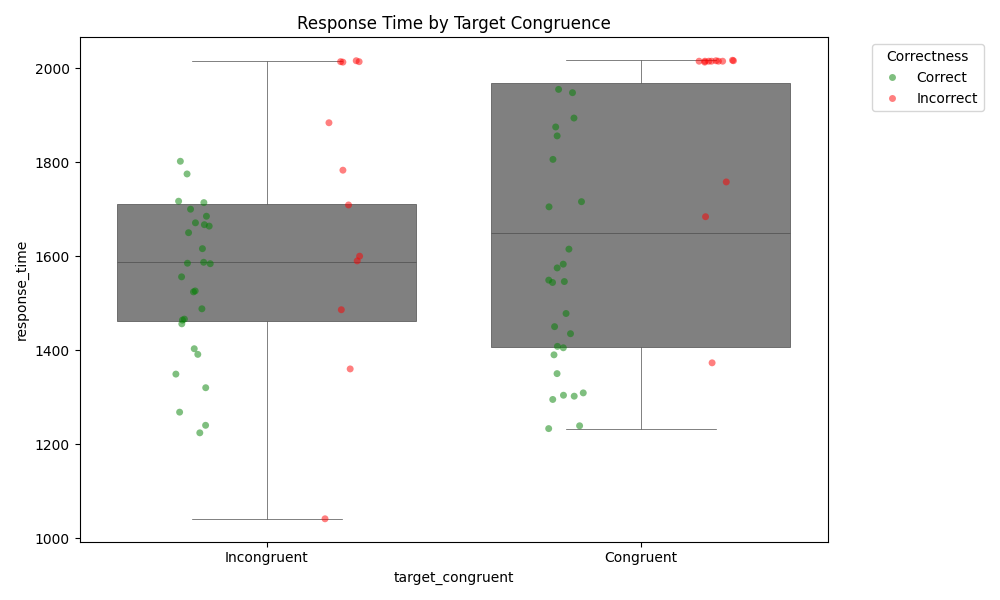 Response Time by Target Congruence
response_time
2000
1800
1600
1400
1200
1000
Incongruent
Congruent
target_congruent
Correctness
Correct
Incorrect